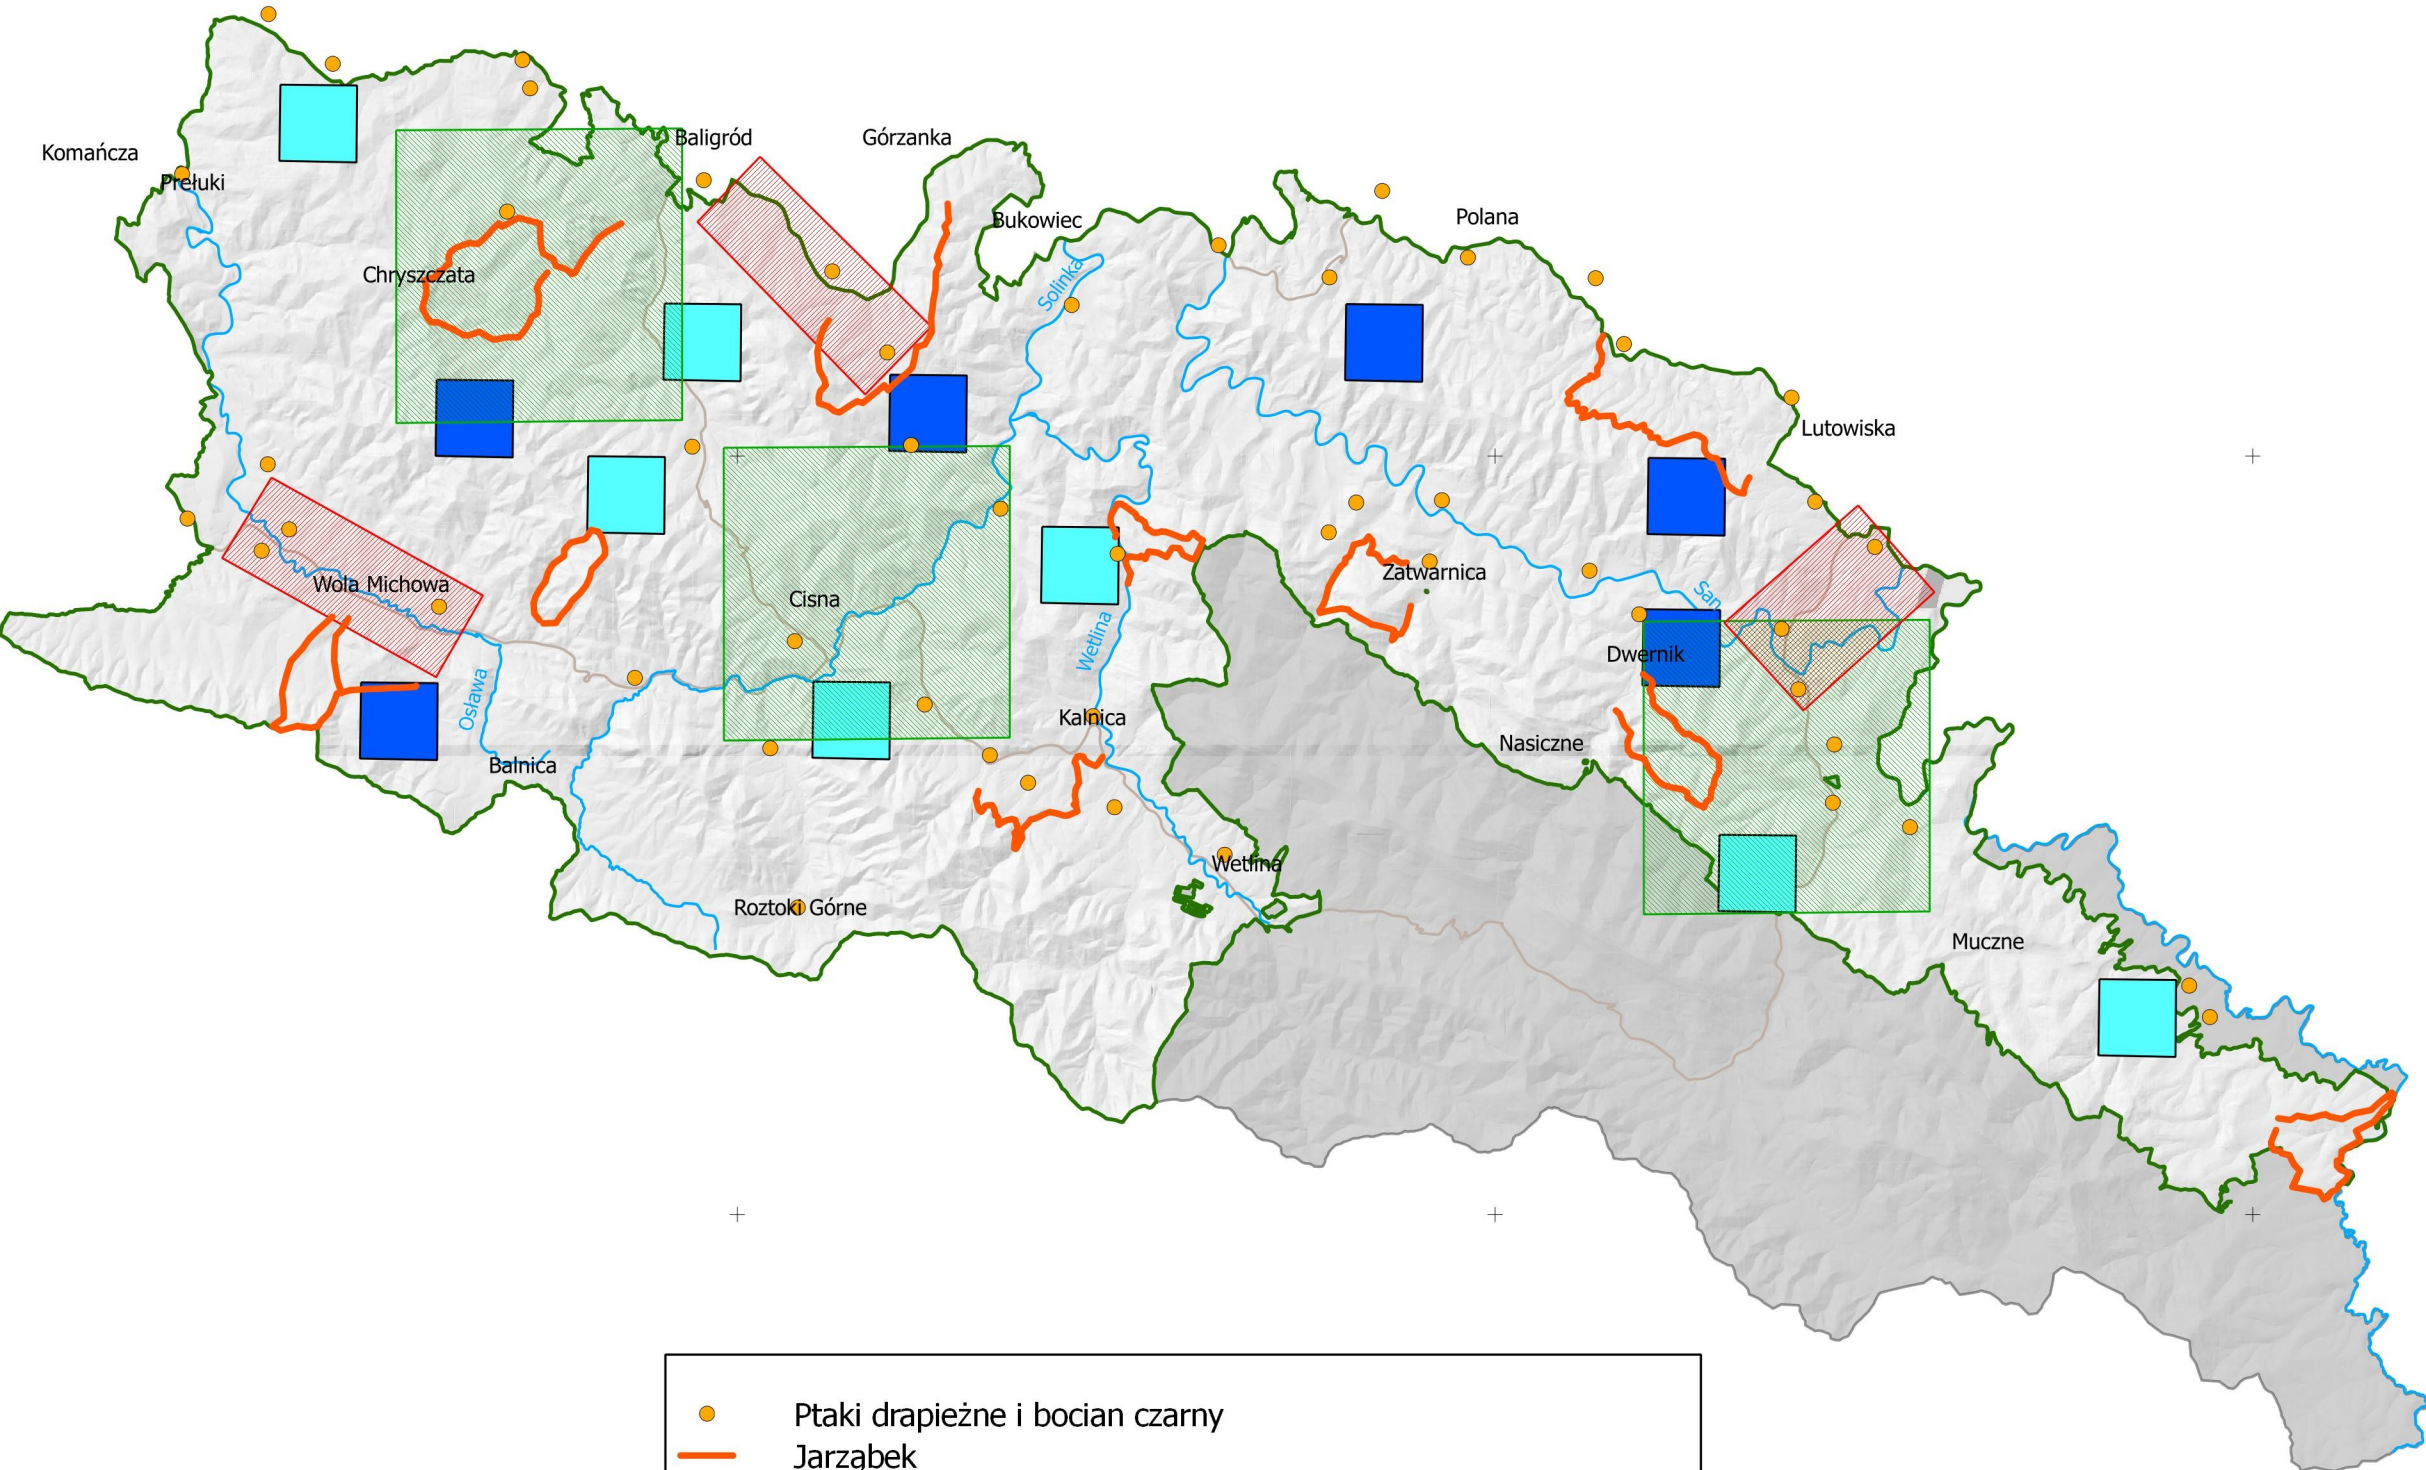 Baligród
Górzanka
Komańcza
Prełuki
Bukowiec
Polana
Chryszczata
Solinka
Lutowiska
Zatwarnica
Wola Michowa
Cisna
San
Wetlina
Dwernik
Osława
Kalnica
Nasiczne
Balnica
Wetlina
Roztoki Górne
Muczne
Ptaki drapieżne i bocian czarny
Jarząbek